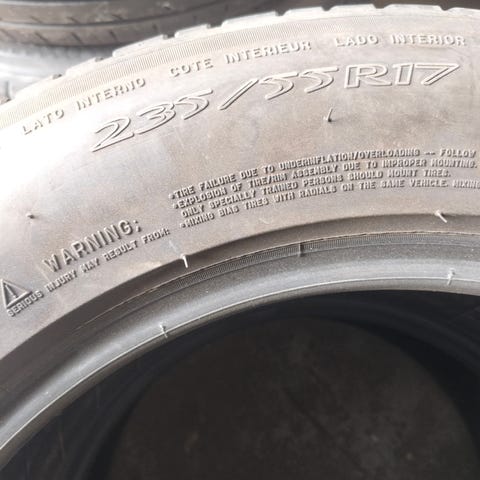 LATO INTERNO COTE INTERIEUR LADO INTERIOR
235/55R17
WARNING:
SERIOUS INJURY MAY RESULT FROM:
•TIRE FAILURE DUE TO UNDERINFLATION/OVERLOADING -- FOLLOW
•EXPLOSION OF TIRE/RIM ASSEMBLY DUE TO IMPROPER MOUNTING.
ONLY SPECIALLY TRAINED PERSONS SHOULD MOUNT TIRES.
•MIXING BIAS TIRES WITH RADIALS ON THE SAME VEHICLE. MIXING